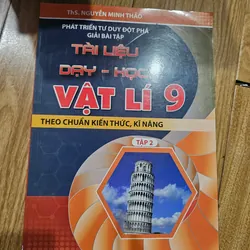 ThS. NGUYỄN MINH THẢO
PHÁT TRIỂN TƯ DUY ĐỘT PHÁ
GIẢI BÀI TẬP
TÀI LIỆU
DẠY - HỌC
VẬT LÍ 9
THEO CHUẨN KIẾN THỨC, KĨ NĂNG
TẬP 2